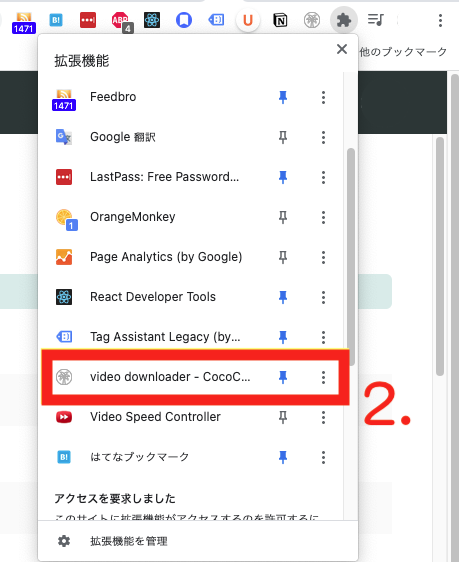 1471
B!
ABP
4
U
N
他のブックマーク
拡張機能
Feedbro
1471
Google 翻訳
LastPass: Free Password...
OrangeMonkey
1
Page Analytics (by Google)
React Developer Tools
Tag Assistant Legacy (by...
video downloader - CocoC...
2.
Video Speed Controller
B!
はてなブックマーク
アクセスを要求しました
このサイトに拡張機能がアクセスするのを許可するに
拡張機能を管理